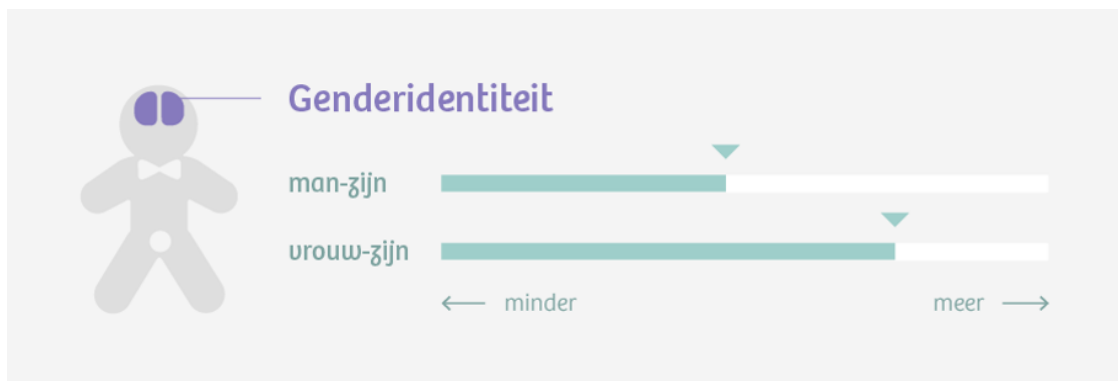 Genderidentiteit
man-zijn
vrouw-zijn
minder
meer